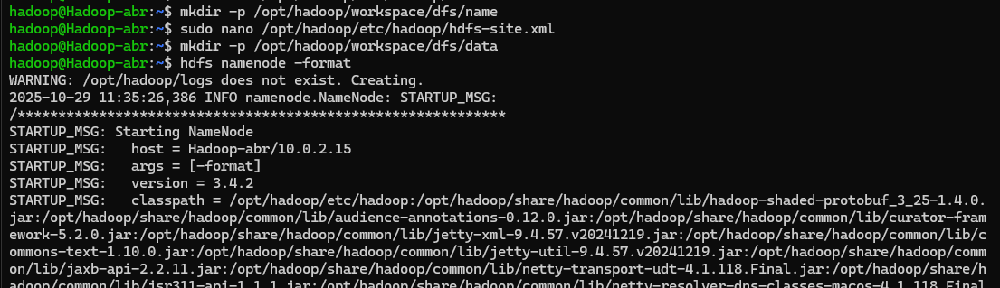 hadoop@Hadoop-abr:~$ mkdir -p /opt/hadoop/workspace/dfs/name
hadoop@Hadoop-abr:~$ sudo nano /opt/hadoop/etc/hadoop/hdfs-site.xml
hadoop@Hadoop-abr:~$ mkdir -p /opt/hadoop/workspace/dfs/data
hadoop@Hadoop-abr:~$ hdfs namenode -format
WARNING: /opt/hadoop/logs does not exist. Creating.
2025-10-29 11:35:26,386 INFO namenode.NameNode: STARTUP_MSG:
/************************************************************
STARTUP_MSG: Starting NameNode
STARTUP_MSG:   host = Hadoop-abr/10.0.2.15
STARTUP_MSG:   args = [-format]
STARTUP_MSG:   version = 3.4.2
STARTUP_MSG:   classpath = /opt/hadoop/etc/hadoop:/opt/hadoop/share/hadoop/common/lib/hadoop-shaded-protobuf_3_25-1.4.0.
jar:/opt/hadoop/share/hadoop/common/lib/audience-annotations-0.12.0.jar:/opt/hadoop/share/hadoop/common/lib/curator-fram
ework-5.2.0.jar:/opt/hadoop/share/hadoop/common/lib/jetty-xml-9.4.57.v20241219.jar:/opt/hadoop/share/hadoop/common/lib/c
ommons-text-1.10.0.jar:/opt/hadoop/share/hadoop/common/lib/jetty-util-9.4.57.v20241219.jar:/opt/hadoop/share/hadoop/comm
on/lib/jaxb-api-2.2.11.jar:/opt/hadoop/share/hadoop/common/lib/netty-transport-udt-4.1.118.Final.jar:/opt/hadoop/share/h
adoop/common/lib/jsr311-api-1.1.1.jar:/opt/hadoop/share/hadoop/common/lib/netty-resolver-dns-classes-macos-4.1.118.Final